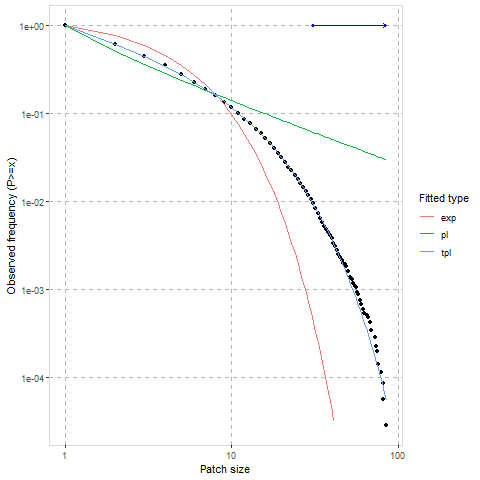 1e+00
1e-01
1e-02
1e-03
1e-04
1
10
100
Patch size
Observed frequency (P>=x)
Fitted type
exp
pl
tpl